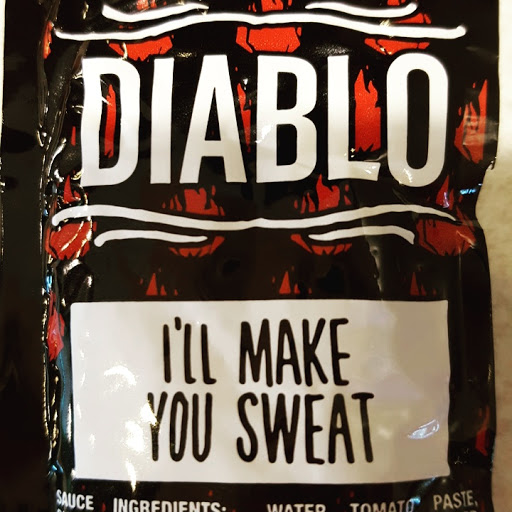 DIABLO
I'LL MAKE
YOU SWEAT
SAUCE INGREDIENTS: WATER, TOMATO PASTE,